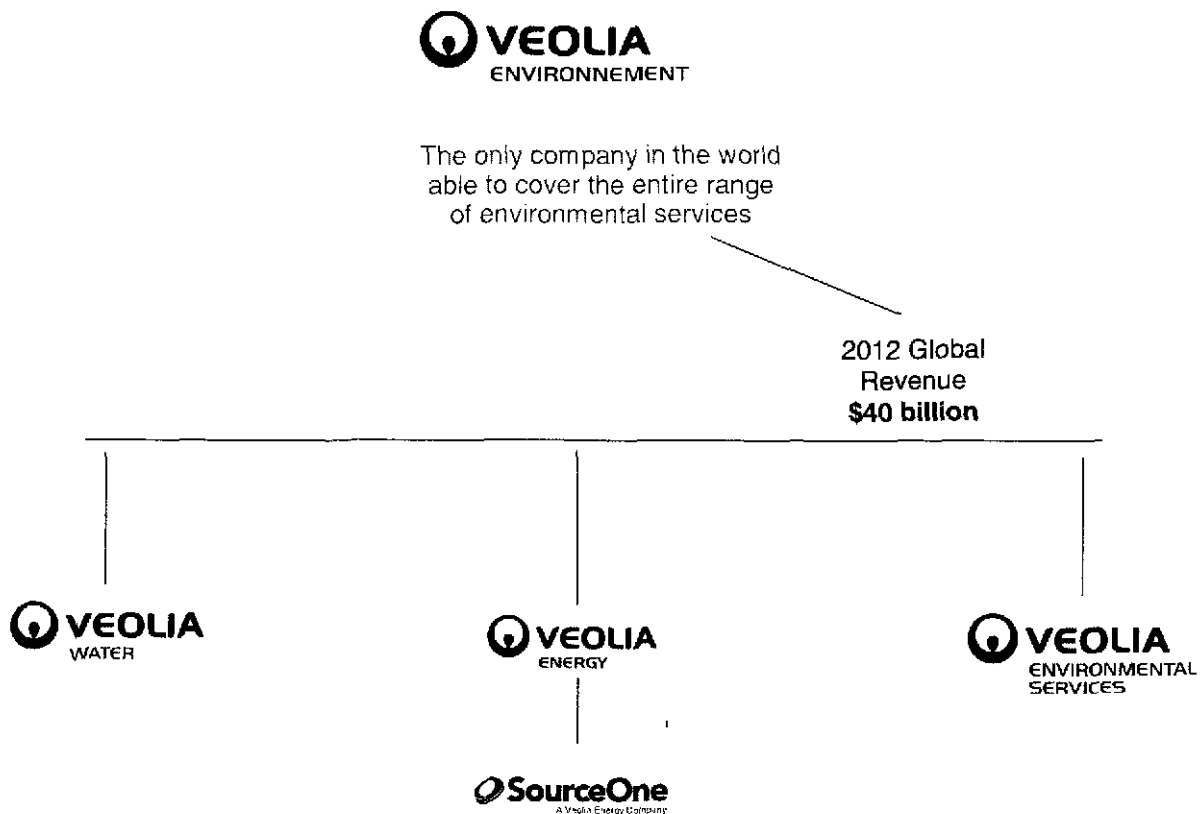 VEOLIA
ENVIRONNEMENT
The only company in the world
able to cover the entire range
of environmental services
2012 Global
Revenue
$40 billion
VEOLIA
WATER
VEOLIA
ENERGY
VEOLIA
ENVIRONMENTAL
SERVICES
SourceOne
A Veolia Energy Company